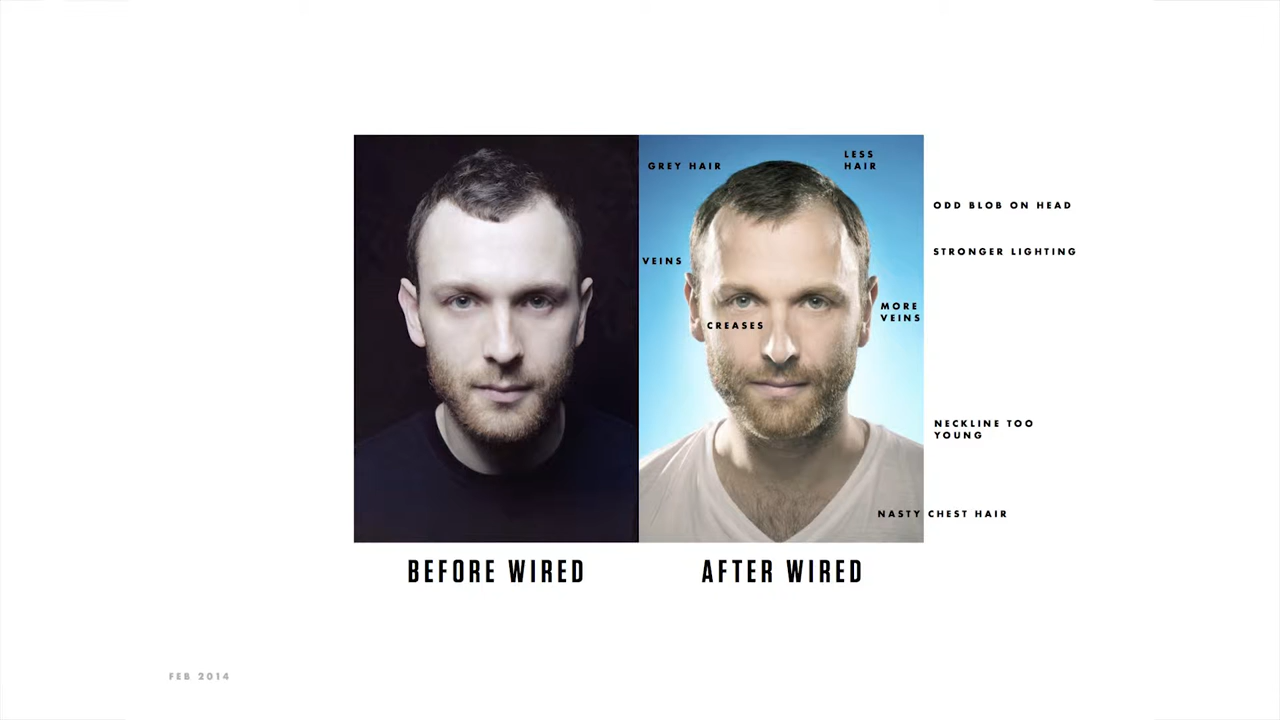 GREY HAIR
LESS
HAIR
ODD BLOB ON HEAD
STRONGER LIGHTING
VEINS
MORE
VEINS
CREASES
NECKLINE TOO
YOUNG
NASTY CHEST HAIR
BEFORE WIRED
AFTER WIRED
FEB 2014